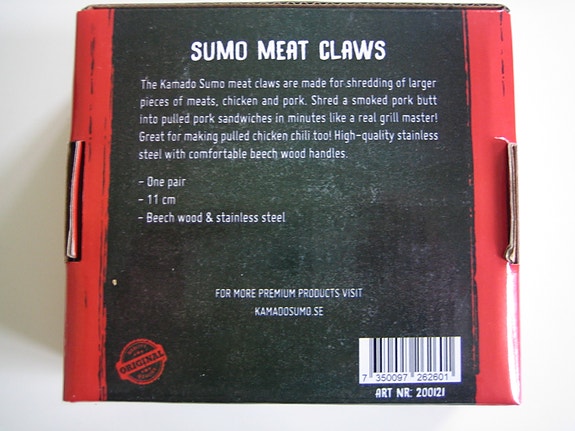 SUMO MEAT CLAWS
The Kamado Sumo meat claws are made for shredding of larger
pieces of meats, chicken and pork. Shred a smoked pork butt
into pulled pork sandwiches in minutes like a real grill master!
Great for making pulled chicken chili too! High-quality stainless
steel with comfortable beech wood handles.
- One pair
- 11 cm
- Beech wood & stainless steel
FOR MORE PREMIUM PRODUCTS VISIT
KAMADOSUMO.SE
ORIGINAL
7 350097 262601
ART NR: 200121